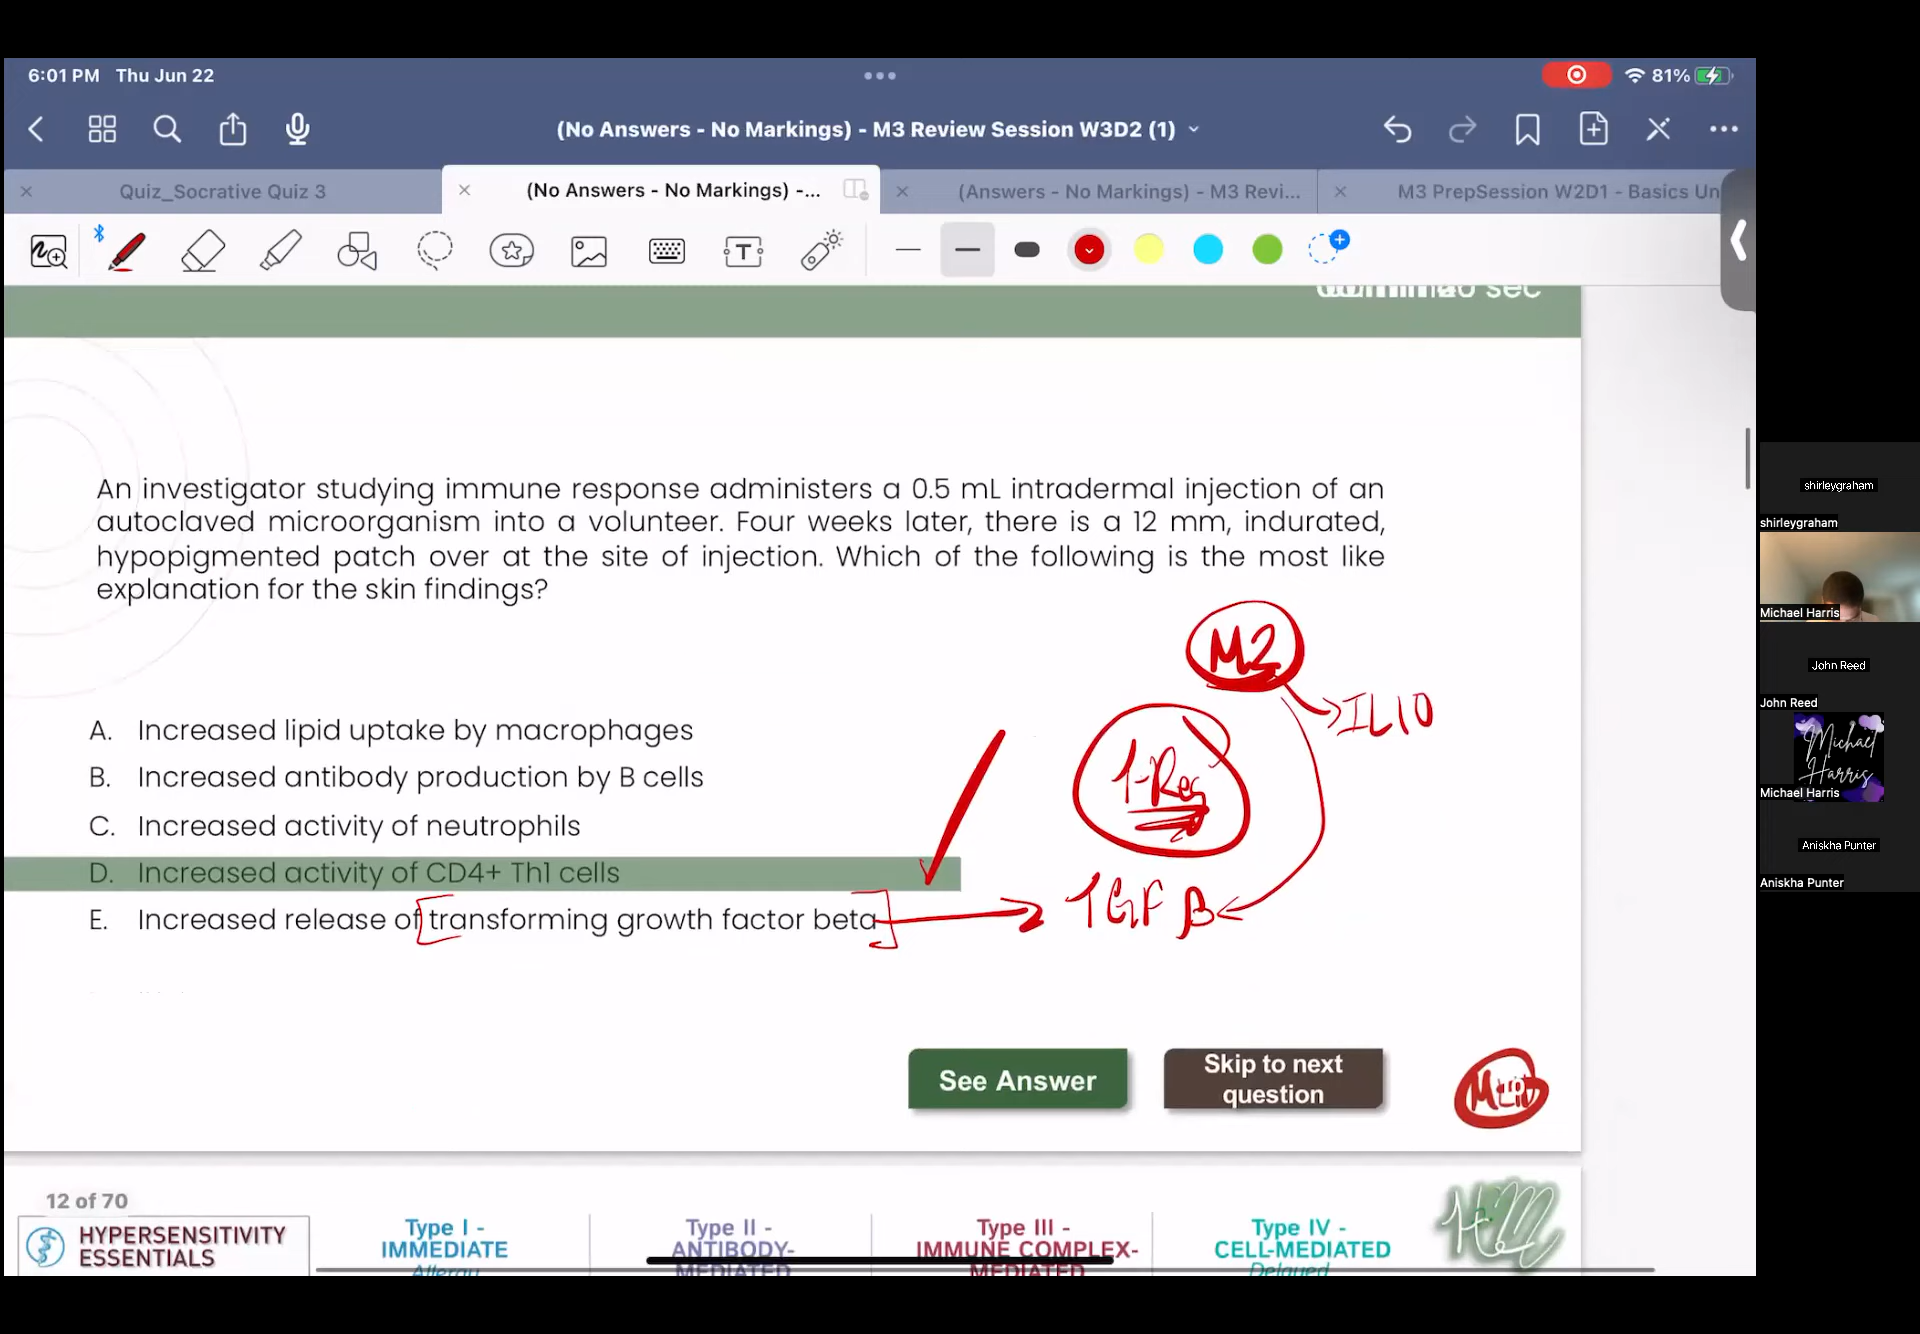 6:01 PM Thu Jun 22
81%
(No Answers - No Markings) - M3 Review Session W3D2 (1)
Quiz_Socrative Quiz 3
(No Answers - No Markings) -...
(Answers - No Markings) - M3 Revi...
M3 PrepSession W2D1 - Basics Un
T
sec
An investigator studying immune response administers a 0.5 mL intradermal injection of an
autoclaved microorganism into a volunteer. Four weeks later, there is a 12 mm, indurated,
hypopigmented patch over at the site of injection. Which of the following is the most like
explanation for the skin findings?
M2
IL10
T-Reg
A. Increased lipid uptake by macrophages
B. Increased antibody production by B cells
C. Increased activity of neutrophils
D. Increased activity of CD4+ Th1 cells
E. Increased release of transforming growth factor beta
TGF β
See Answer
Skip to next
question
12 of 70
HYPERSENSITIVITY
ESSENTIALS
Type I -
IMMEDIATE
Allergy
Type II -
ANTIBODY-
MEDIATED
Type III -
IMMUNE COMPLEX-
MEDIATED
Type IV -
CELL-MEDIATED
Delayed
shirleygraham
shirleygraham
Michael Harris
John Reed
John Reed
Michael
Harris
Michael Harris
Aniskha Punter
Aniskha Punter